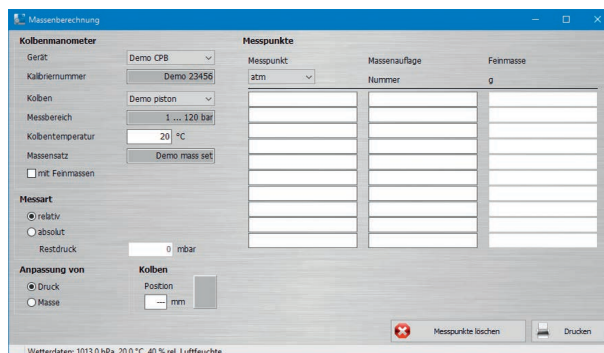 Massenberechnung
Kolbenmanometer
Gerät Demo CPB
Kalibriernummer Demo 23456
Kolben Demo piston
Messbereich 1 ... 120 bar
Kolbentemperatur 20 °C
Massensatz Demo mass set
mit Feinmassen
Messart
relativ
absolut
Restdruck 0 mbar
Anpassung von
Druck
Masse
Kolben
Position
--- mm
Messpunkte
Messpunkt Massenauflage Feinmasse
atm Nummer g
Messpunkte löschen Drucken
Wetterdaten: 1013.0 hPa, 20.0 °C, 40 % rel. Luftfeuchte